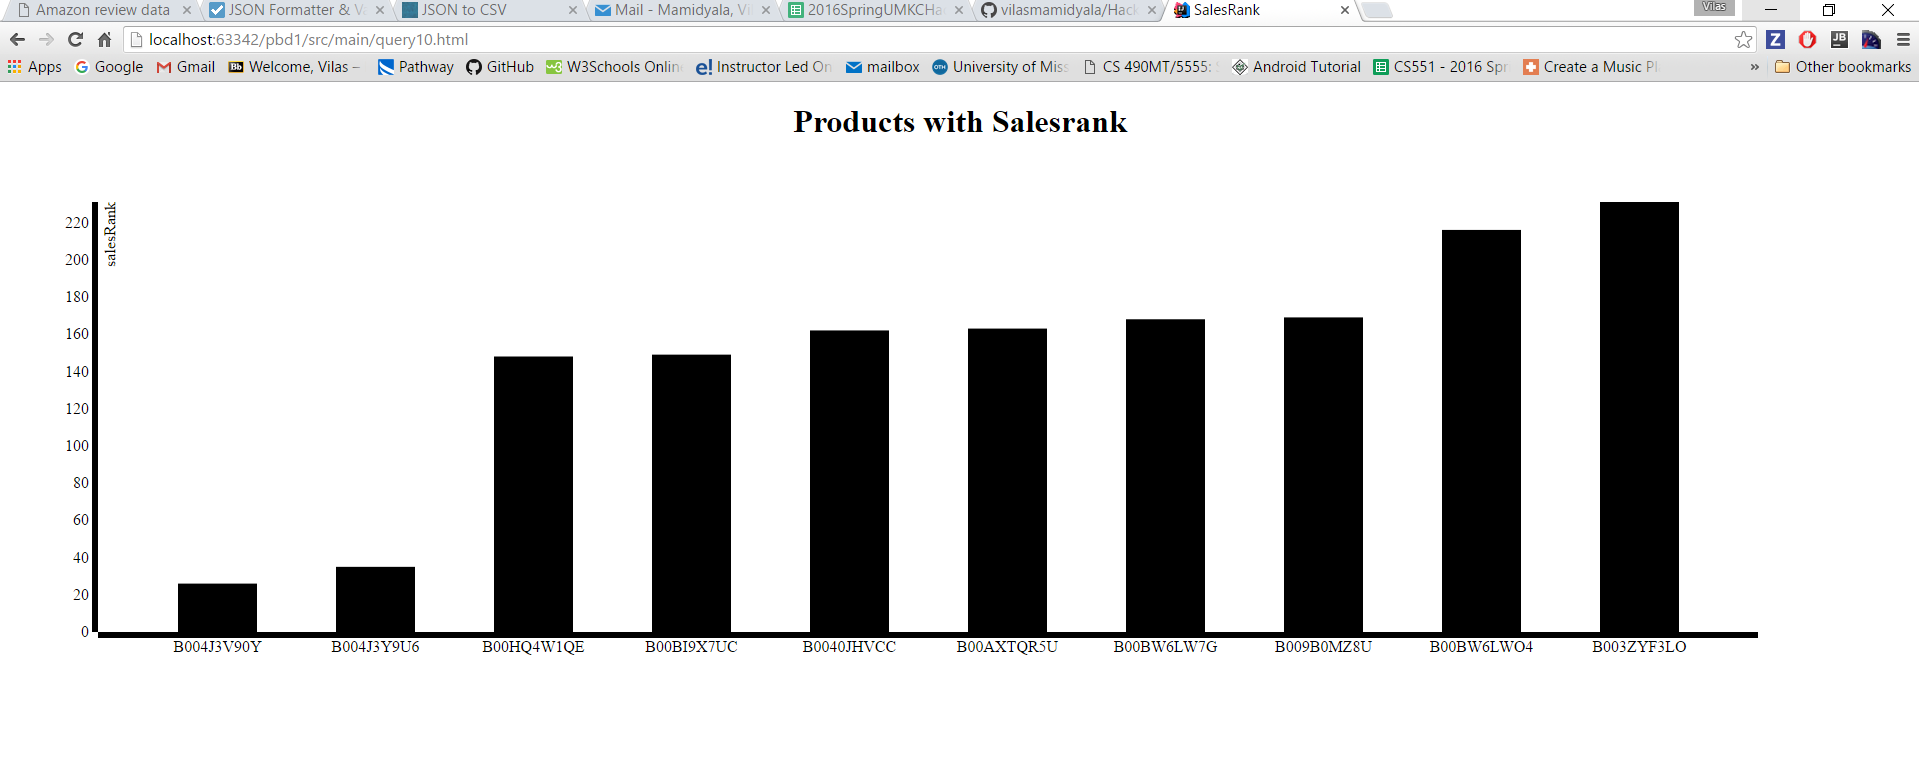 Amazon review data
JSON Formatter & Va
JSON to CSV
Mail - Mamidyala, Vi
2016SpringUMKCHa
vilasmamidyala/Hack
SalesRank
Vilas
localhost:63342/pbd1/src/main/query10.html
Apps Google Gmail Welcome, Vilas – Pathway GitHub W3Schools Onlin Instructor Led On mailbox University of Miss CS 490MT/5555: Android Tutorial CS551 - 2016 Spr Create a Music Pl » Other bookmarks
Products with Salesrank
salesRank
220
200
180
160
140
120
100
80
60
40
20
0
B004J3V90Y B004J3Y9U6 B00HQ4W1QE B00BI9X7UC B0040JHVCC B00AXTQR5U B00BW6LW7G B009B0MZ8U B00BW6LWO4 B003ZYF3LO